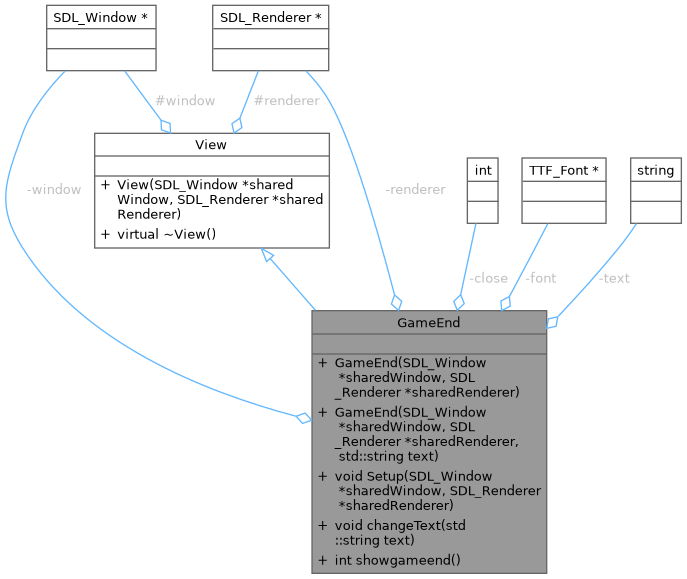 SDL_Window *
SDL_Renderer *
#window
#renderer
View
+ View(SDL_Window *shared
Window, SDL_Renderer *shared
Renderer)
+ virtual ~View()
-window
-renderer
int
TTF_Font *
string
-close
-font
-text
GameEnd
+ GameEnd(SDL_Window
*sharedWindow, SDL
_Renderer *sharedRenderer)
+ GameEnd(SDL_Window
*sharedWindow, SDL
_Renderer *sharedRenderer,
std::string text)
+ void Setup(SDL_Window
*sharedWindow, SDL_Renderer
*sharedRenderer)
+ void changeText(std
::string text)
+ int showgameend()